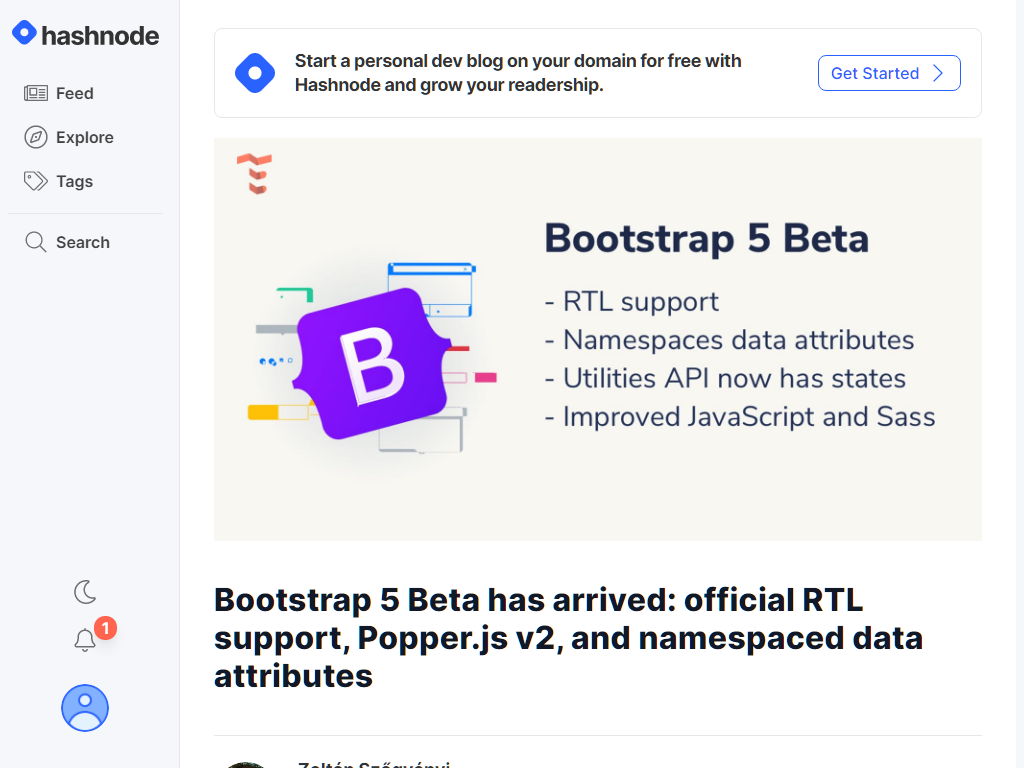 hashnode
Feed
Explore
Tags
Search
1
Start a personal dev blog on your domain for free with
Hashnode and grow your readership.
Get Started
B
Bootstrap 5 Beta
- RTL support
- Namespaces data attributes
- Utilities API now has states
- Improved JavaScript and Sass
Bootstrap 5 Beta has arrived: official RTL
support, Popper.js v2, and namespaced data
attributes
Zoltán Szőgyényi